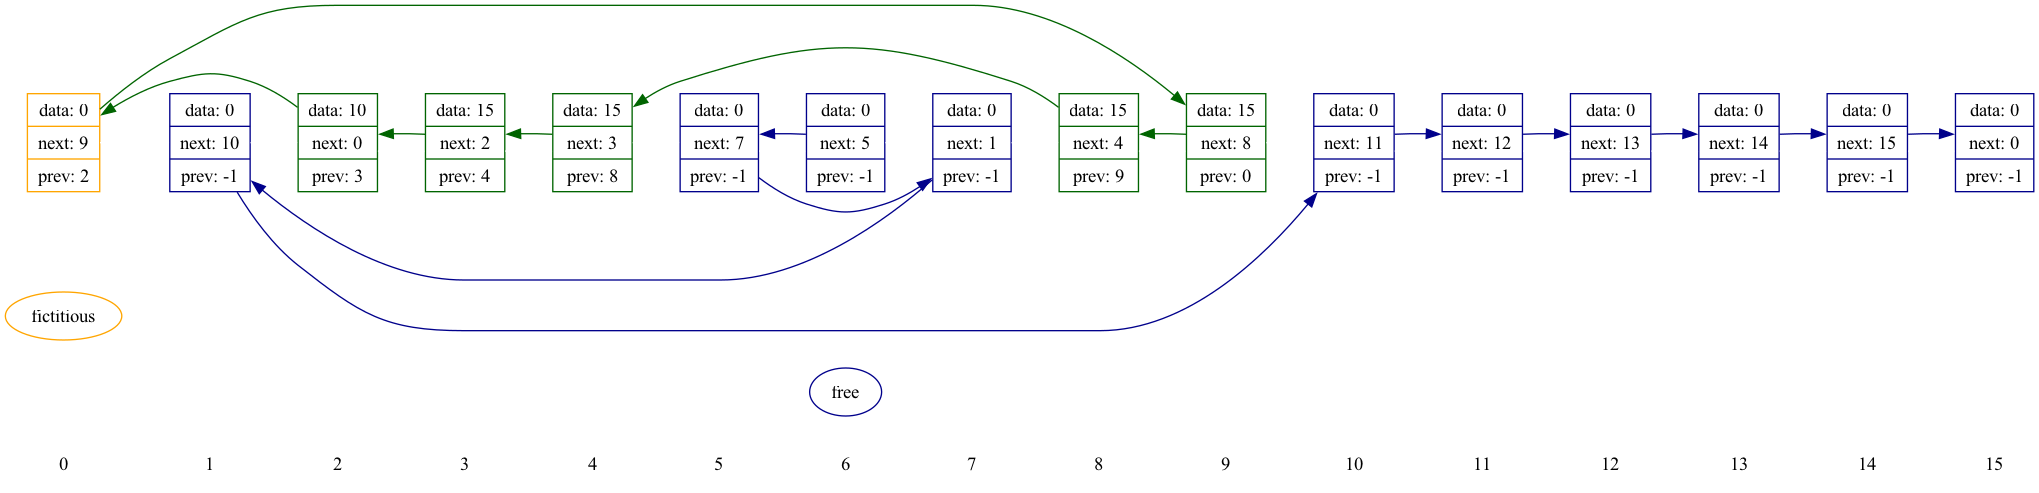 data: 0
next: 9
prev: 2
data: 0
next: 10
prev: -1
data: 10
next: 0
prev: 3
data: 15
next: 2
prev: 4
data: 15
next: 3
prev: 8
data: 0
next: 7
prev: -1
data: 0
next: 5
prev: -1
data: 0
next: 1
prev: -1
data: 15
next: 4
prev: 9
data: 15
next: 8
prev: 0
data: 0
next: 11
prev: -1
data: 0
next: 12
prev: -1
data: 0
next: 13
prev: -1
data: 0
next: 14
prev: -1
data: 0
next: 15
prev: -1
data: 0
next: 0
prev: -1
fictitious
free
0 1 2 3 4 5 6 7 8 9 10 11 12 13 14 15